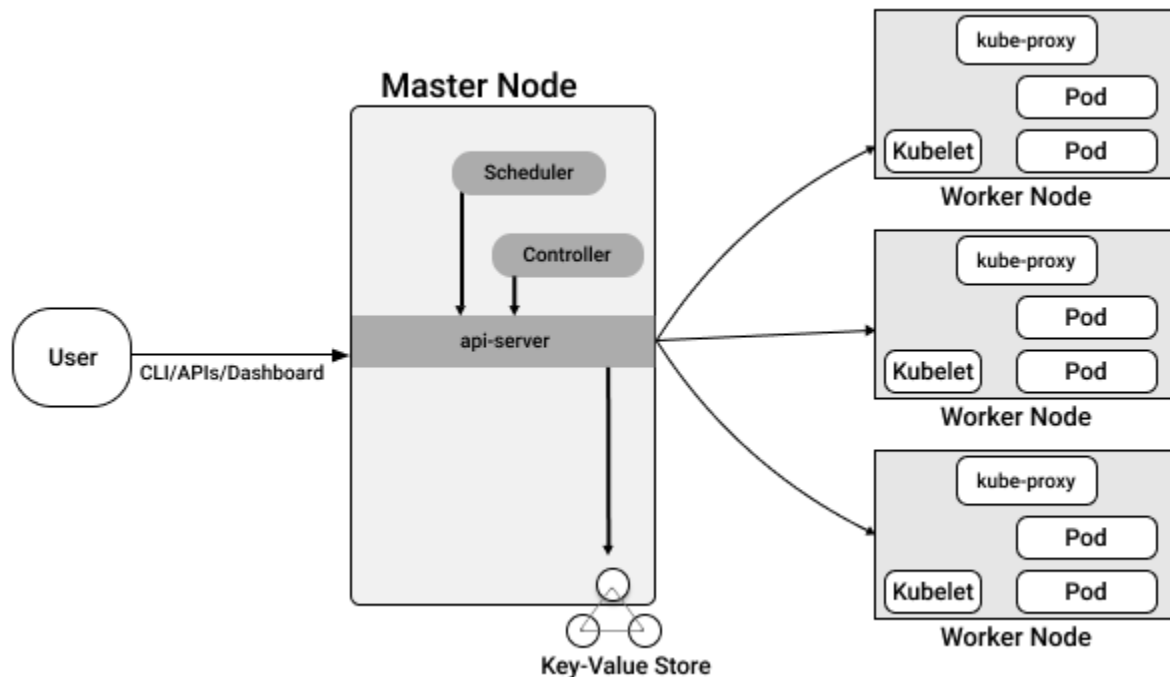 Master Node
Scheduler
Controller
api-server
User
CLI/APIs/Dashboard
Key-Value Store
kube-proxy
Pod
Kubelet
Pod
Worker Node
kube-proxy
Pod
Kubelet
Pod
Worker Node
kube-proxy
Pod
Kubelet
Pod
Worker Node